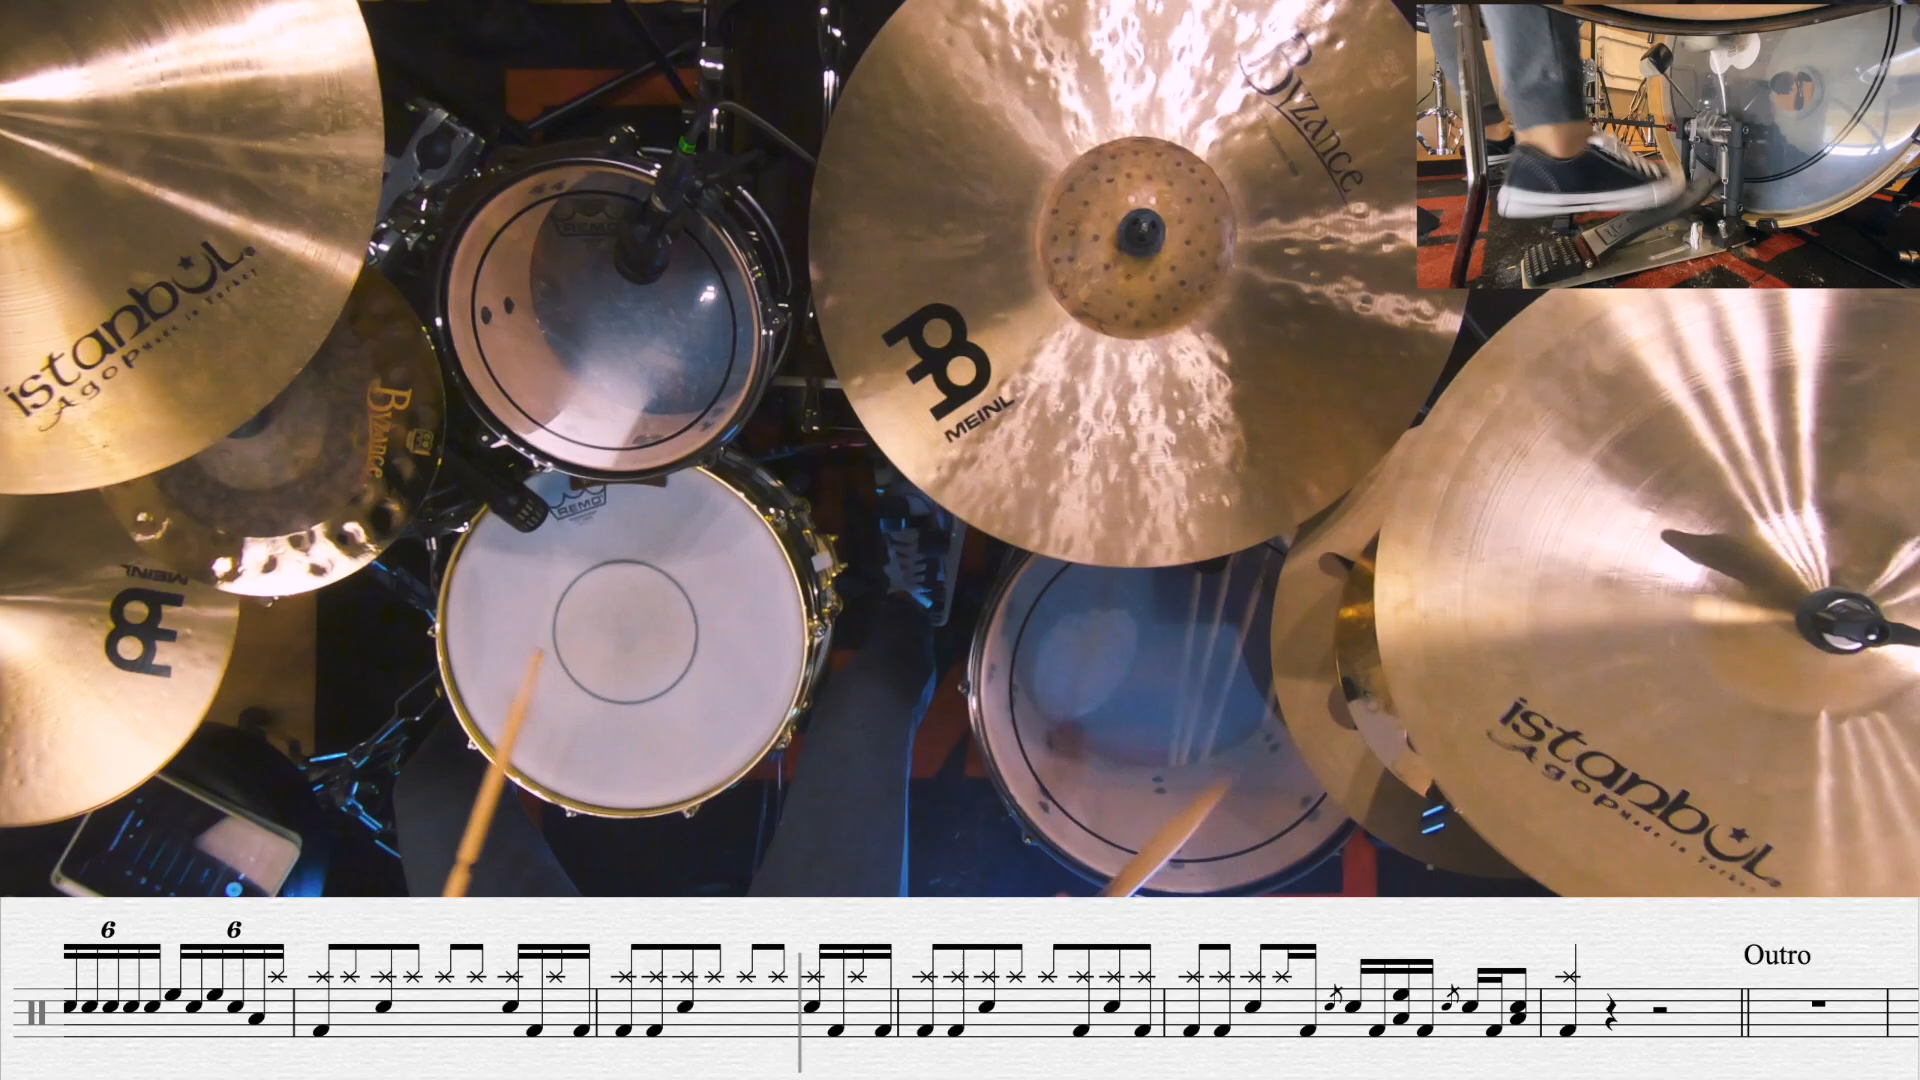 Byzance
istanbul
Agop Made in Turkey
REMO
Byzance
MEINL
REMO
MEINL
istanbul
Agop Made in Turkey
6 6
Outro